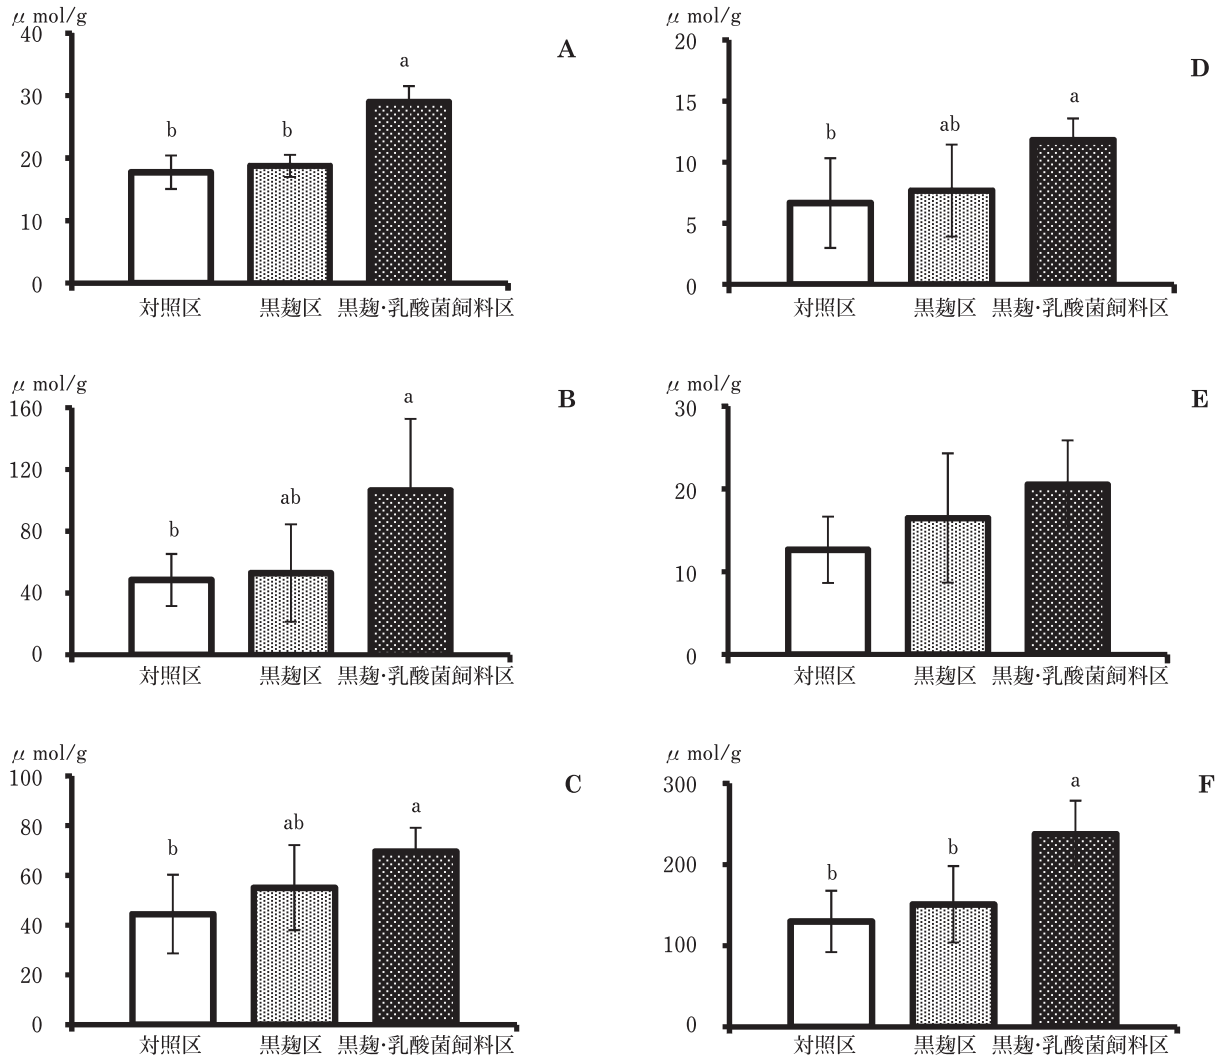 μ mol/g
40
30
20
10
0
b
b
a
A
対照区
黒麹区
黒麹・乳酸菌飼料区
μ mol/g
20
15
10
5
0
b
ab
a
D
対照区
黒麹区
黒麹・乳酸菌飼料区
μ mol/g
160
120
80
40
0
b
ab
a
B
対照区
黒麹区
黒麹・乳酸菌飼料区
μ mol/g
30
20
10
0
E
対照区
黒麹区
黒麹・乳酸菌飼料区
μ mol/g
100
80
60
40
20
0
b
ab
a
C
対照区
黒麹区
黒麹・乳酸菌飼料区
μ mol/g
300
200
100
0
b
b
a
F
対照区
黒麹区
黒麹・乳酸菌飼料区